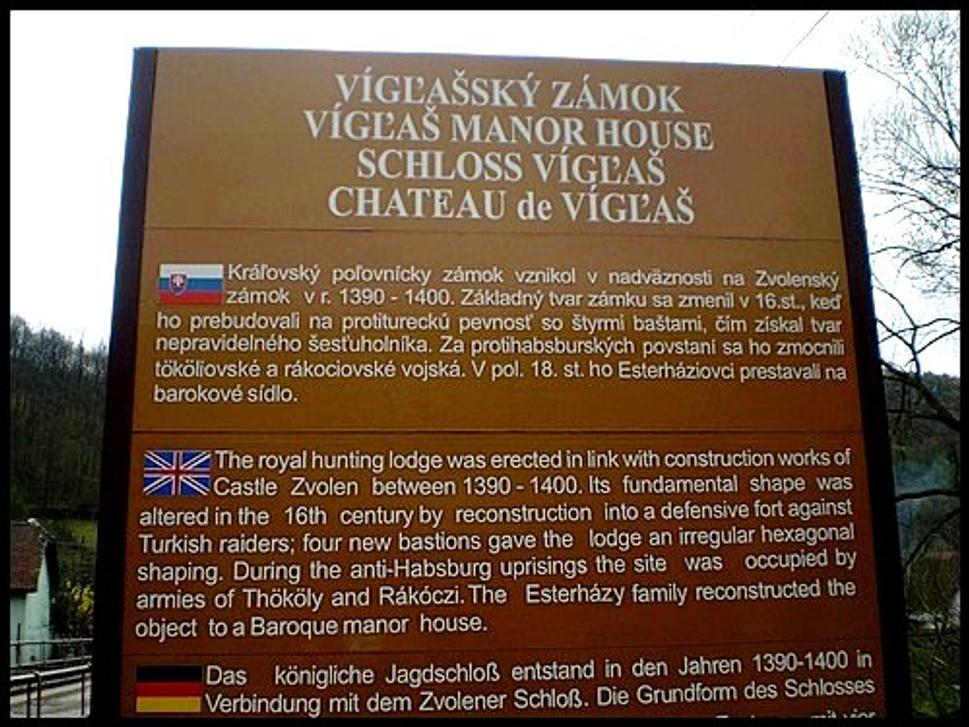 VÍGĽAŠSKÝ ZÁMOK
VÍGĽAŠ MANOR HOUSE
SCHLOSS VÍGĽAŠ
CHATEAU de VÍGĽAŠ
Kráľovský poľovnícky zámok vznikol v nadväznosti na Zvolenský
zámok v r. 1390 - 1400. Základný tvar zámku sa zmenil v 16.st., keď
ho prebudovali na protitureckú pevnosť so štyrmi baštami, čím získal tvar
nepravidelného šesťuholníka. Za protihabsburských povstaní sa ho zmocnili
tököliovské a rákociovské vojská. V pol. 18. st. ho Esterháziovci prestavali na
barokové sídlo.
The royal hunting lodge was erected in link with construction works of
Castle Zvolen between 1390 - 1400. Its fundamental shape was
altered in the 16th century by reconstruction into a defensive fort against
Turkish raiders; four new bastions gave the lodge an irregular hexagonal
shaping. During the anti-Habsburg uprisings the site was occupied by
armies of Thököly and Rákóczi. The Esterházy family reconstructed the
object to a Baroque manor house.
Das königliche Jagdschloß entstand in den Jahren 1390-1400 in
Verbindung mit dem Zvolener Schloß. Die Grundform des Schlosses
mit vier